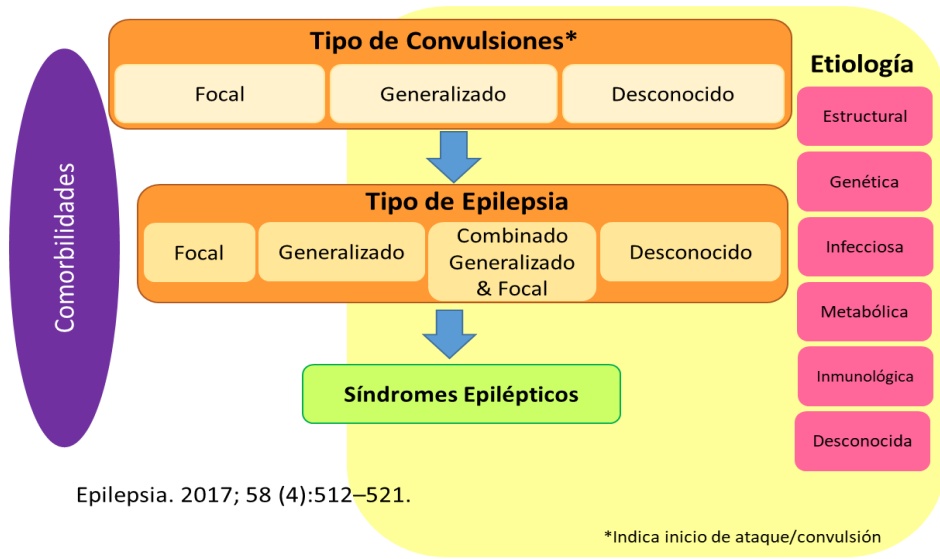 Tipo de Convulsiones*
Focal
Generalizado
Desconocido
Etiología
Estructural
Genética
Infecciosa
Metabólica
Inmunológica
Desconocida
Comorbilidades
Tipo de Epilepsia
Focal
Generalizado
Combinado
Generalizado
& Focal
Desconocido
Síndromes Epilépticos
Epilepsia. 2017; 58 (4):512–521.
*Indica inicio de ataque/convulsión